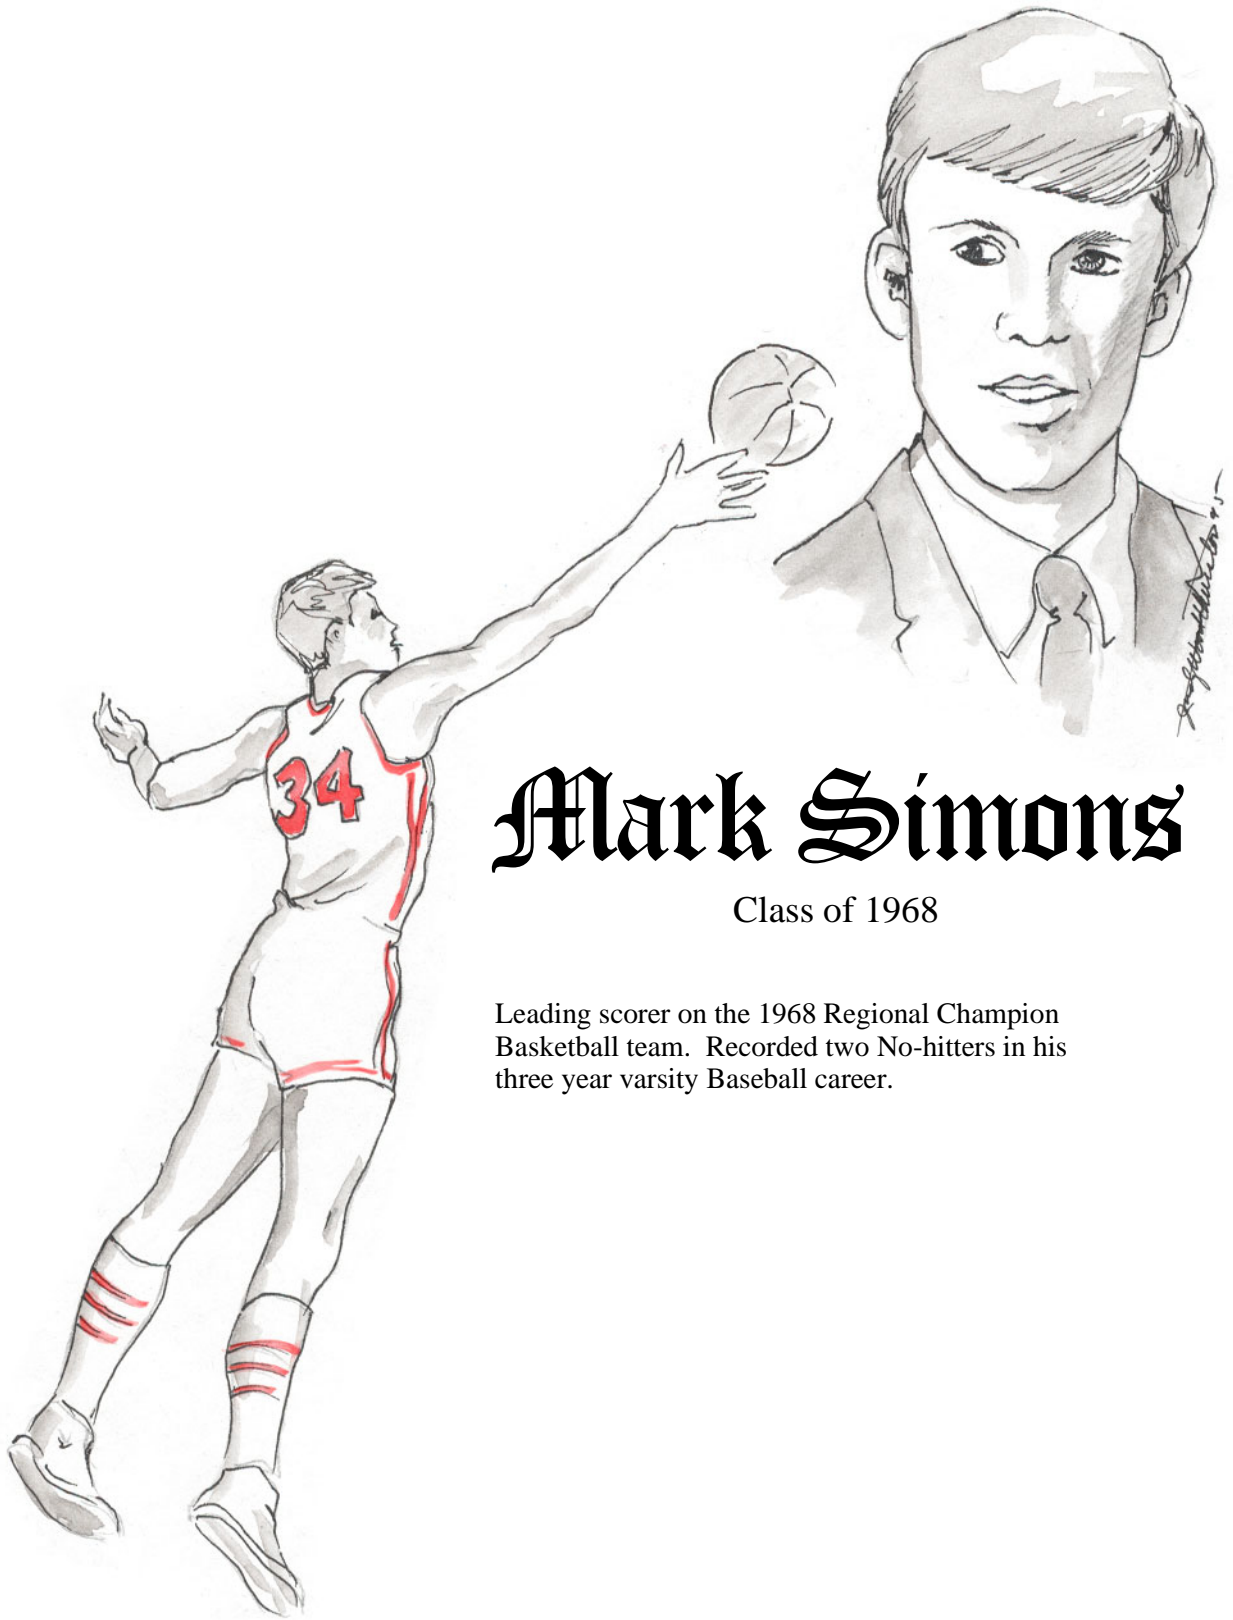 34
Mark Simons
Class of 1968
Leading scorer on the 1968 Regional Champion
Basketball team.  Recorded two No-hitters in his
three year varsity Baseball career.